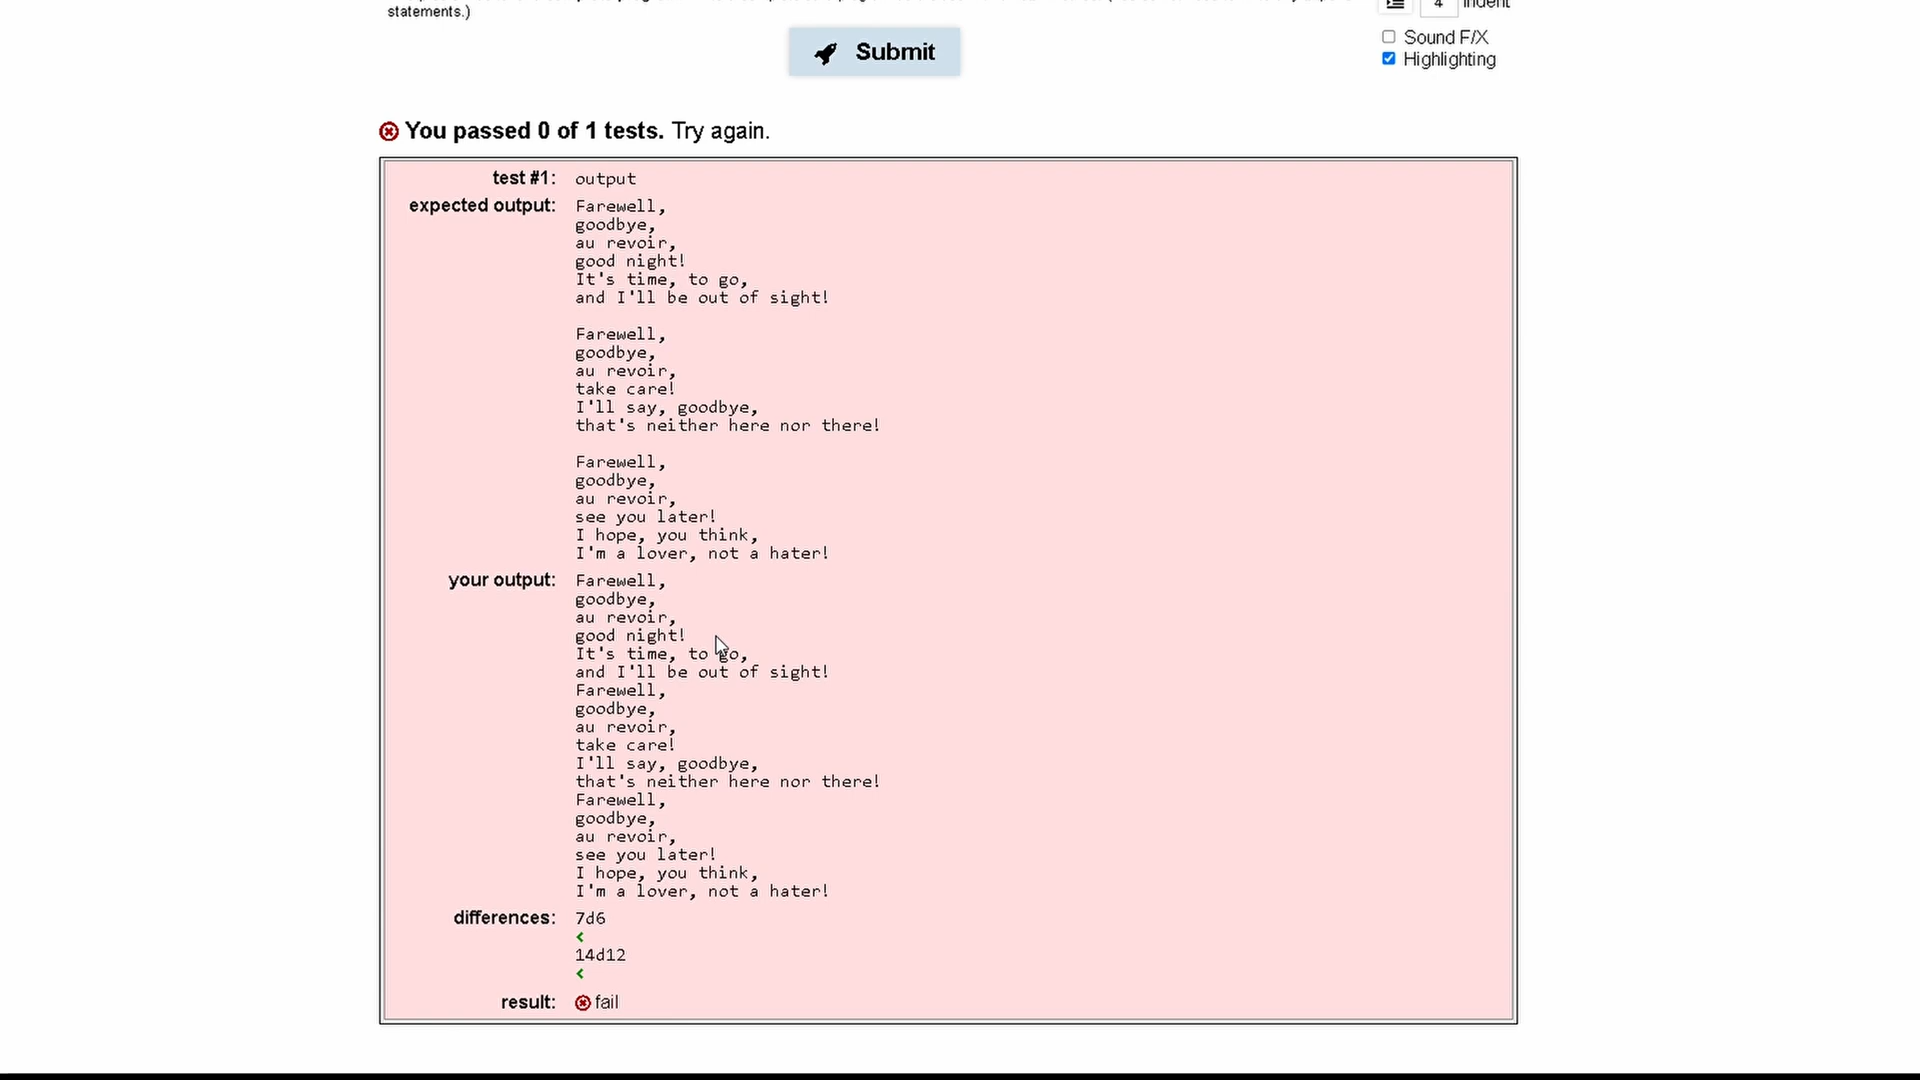 statements.)
4 Indent
Submit
Sound F/X
Highlighting
You passed 0 of 1 tests. Try again.
test #1: output
expected output: Farewell,
goodbye,
au revoir,
good night!
It's time, to go,
and I'll be out of sight!
Farewell,
goodbye,
au revoir,
take care!
I'll say, goodbye,
that's neither here nor there!
Farewell,
goodbye,
au revoir,
see you later!
I hope, you think,
I'm a lover, not a hater!
your output: Farewell,
goodbye,
au revoir,
good night!
It's time, to go,
and I'll be out of sight!
Farewell,
goodbye,
au revoir,
take care!
I'll say, goodbye,
that's neither here nor there!
Farewell,
goodbye,
au revoir,
see you later!
I hope, you think,
I'm a lover, not a hater!
differences: 7d6
<
14d12
<
result: fail